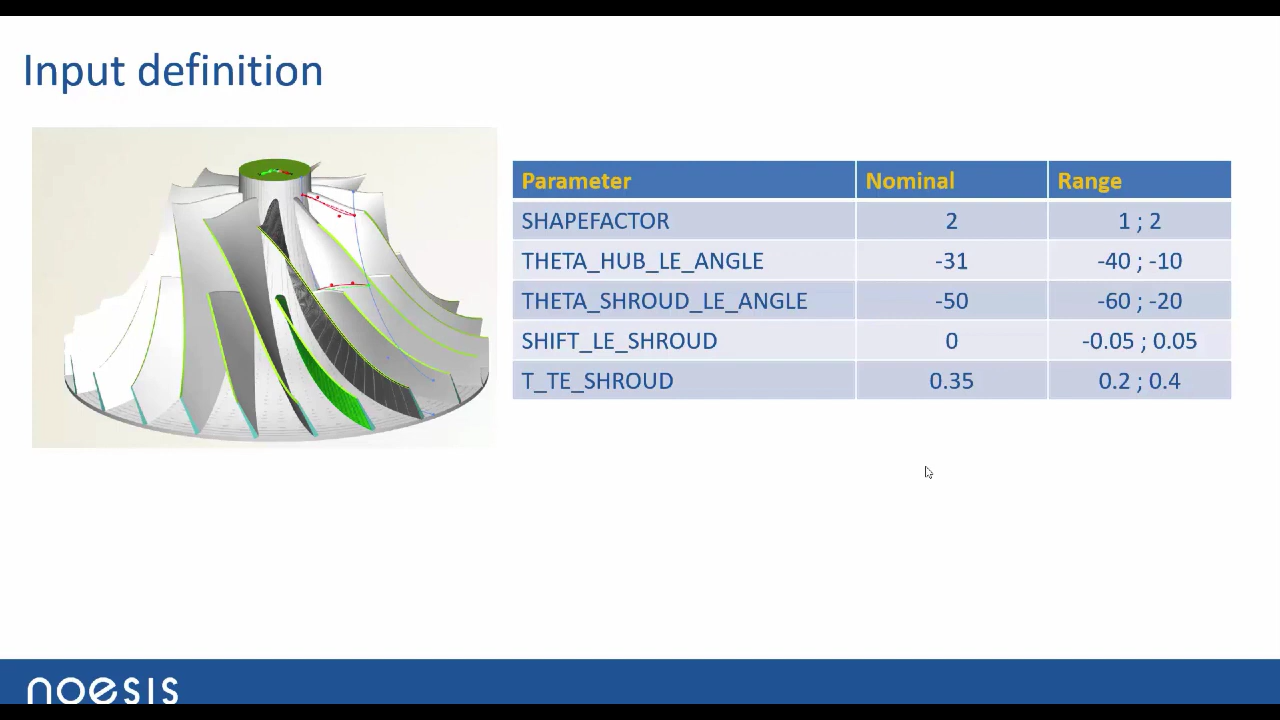 Input definition
Parameter Nominal Range
SHAPEFACTOR 2 1 ; 2
THETA_HUB_LE_ANGLE -31 -40 ; -10
THETA_SHROUD_LE_ANGLE -50 -60 ; -20
SHIFT_LE_SHROUD 0 -0.05 ; 0.05
T_TE_SHROUD 0.35 0.2 ; 0.4
noesis